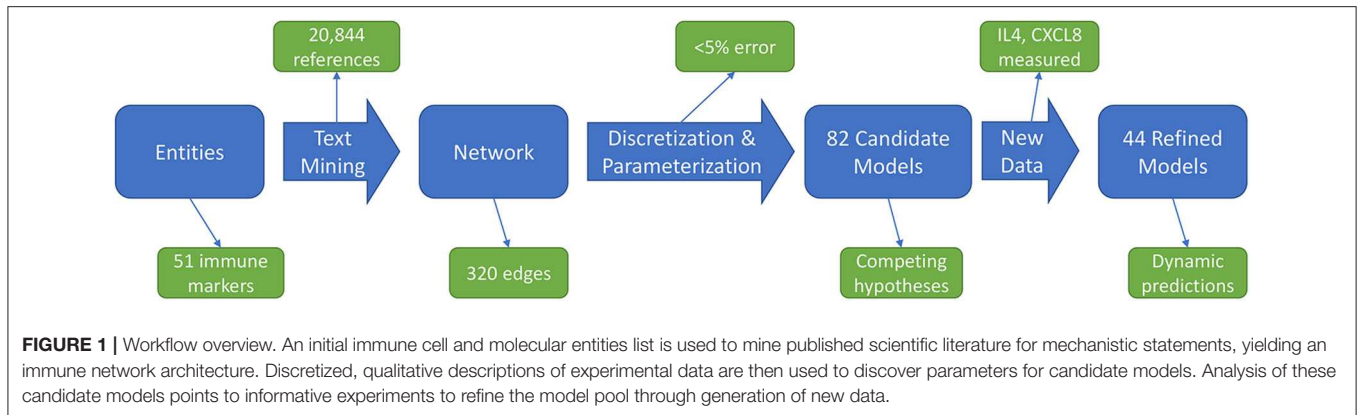 20,844
references
<5% error
IL4, CXCL8
measured
Entities
Text
Mining
Network
Discretization &
Parameterization
82 Candidate
Models
New
Data
44 Refined
Models
51 immune
markers
320 edges
Competing
hypotheses
Dynamic
predictions
FIGURE 1 | Workflow overview. An initial immune cell and molecular entities list is used to mine published scientific literature for mechanistic statements, yielding an
immune network architecture. Discretized, qualitative descriptions of experimental data are then used to discover parameters for candidate models. Analysis of these
candidate models points to informative experiments to refine the model pool through generation of new data.